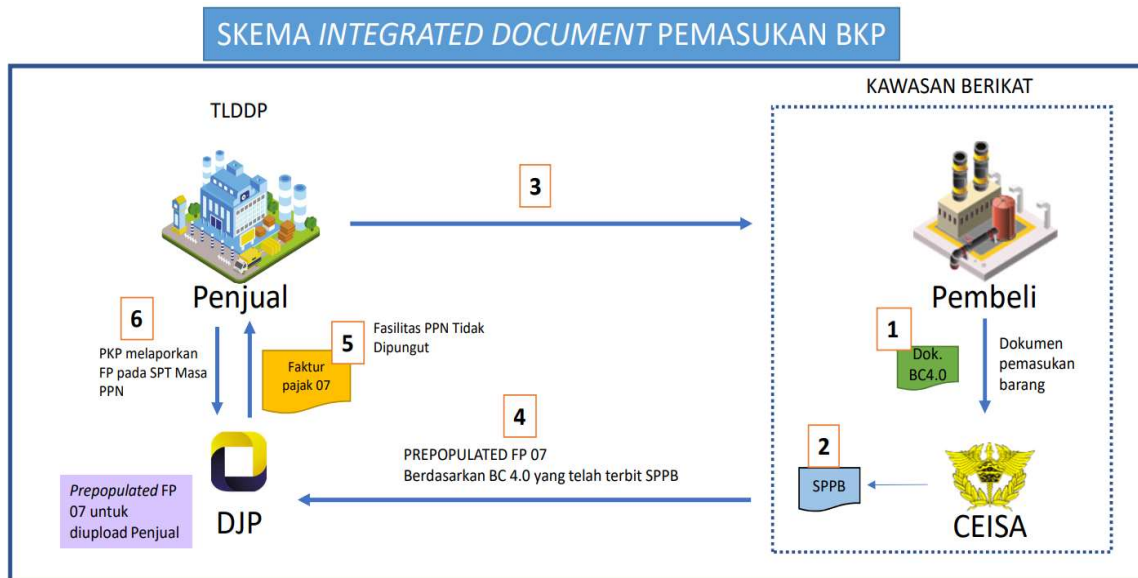 SKEMA INTEGRATED DOCUMENT PEMASUKAN BKP
KAWASAN BERIKAT
TLDDP
3
Penjual
Pembeli
6
PKP melaporkan
FP pada SPT Masa
PPN
5
Fasilitas PPN Tidak
Dipungut
Faktur
pajak 07
1
Dok.
BC4.0
Dokumen
pemasukan
barang
4
PREPOPULATED FP 07
Berdasarkan BC 4.0 yang telah terbit SPPB
2
SPPB
Prepopulated FP
07 untuk
diupload Penjual
DJP
CEISA